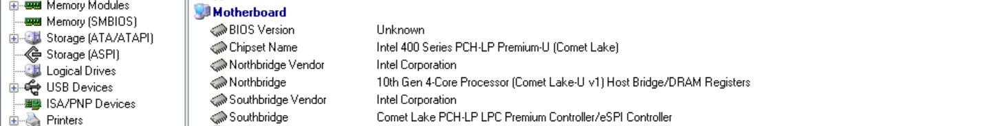 Memory Modules
Memory (SMBIOS)
Storage (ATA/ATAPI)
Storage (ASPI)
Logical Drives
USB Devices
ISA/PNP Devices
Printers
Motherboard
BIOS Version Unknown
Chipset Name Intel 400 Series PCH-LP Premium-U (Comet Lake)
Northbridge Vendor Intel Corporation
Northbridge 10th Gen 4-Core Processor (Comet Lake-U v1) Host Bridge/DRAM Registers
Southbridge Vendor Intel Corporation
Southbridge Comet Lake PCH-LP LPC Premium Controller/eSPI Controller